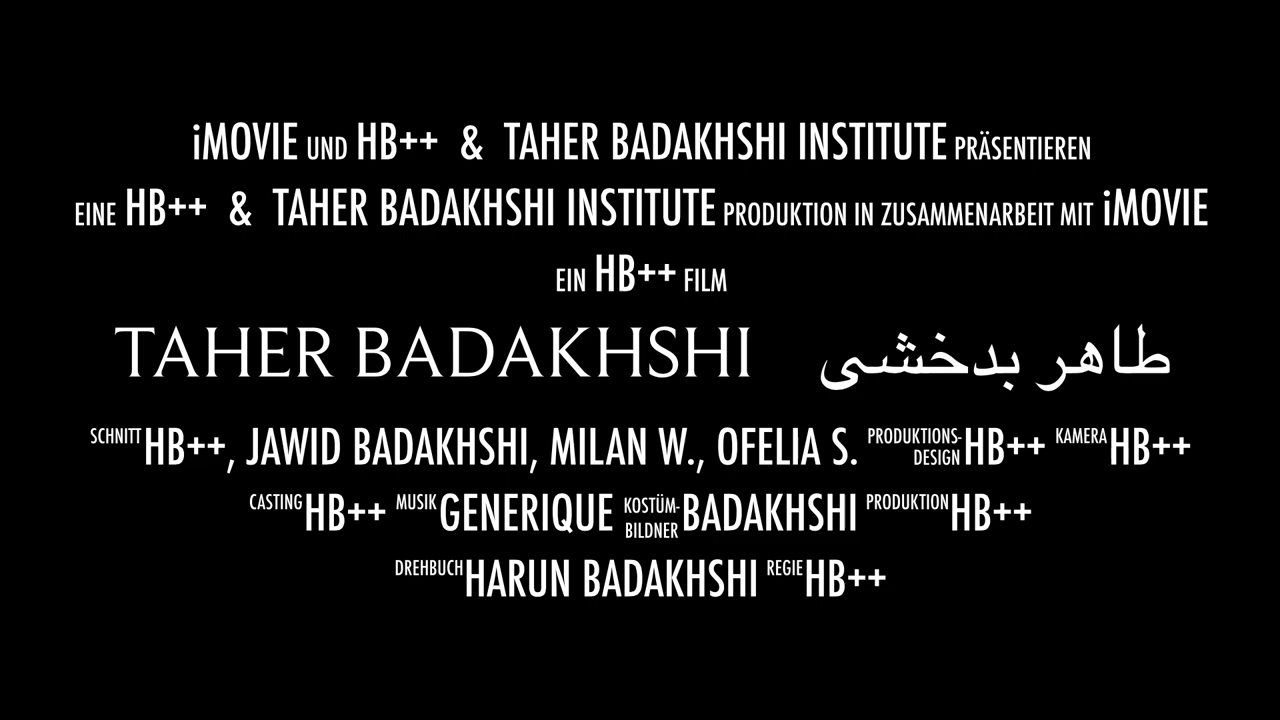 iMOVIE UND HB++ & TAHER BADAKHSHI INSTITUTE PRÄSENTIEREN
EINE HB++ & TAHER BADAKHSHI INSTITUTE PRODUKTION IN ZUSAMMENARBEIT MIT iMOVIE
EIN HB++ FILM
TAHER BADAKHSHI طاهر بدخشى
SCHNITT HB++, JAWID BADAKHSHI, MILAN W., OFELIA S. PRODUKTIONS-DESIGN HB++ KAMERA HB++
CASTING HB++ MUSIK GENERIQUE KOSTÜM-BILDNER BADAKHSHI PRODUKTION HB++
DREHBUCH HARUN BADAKHSHI REGIE HB++